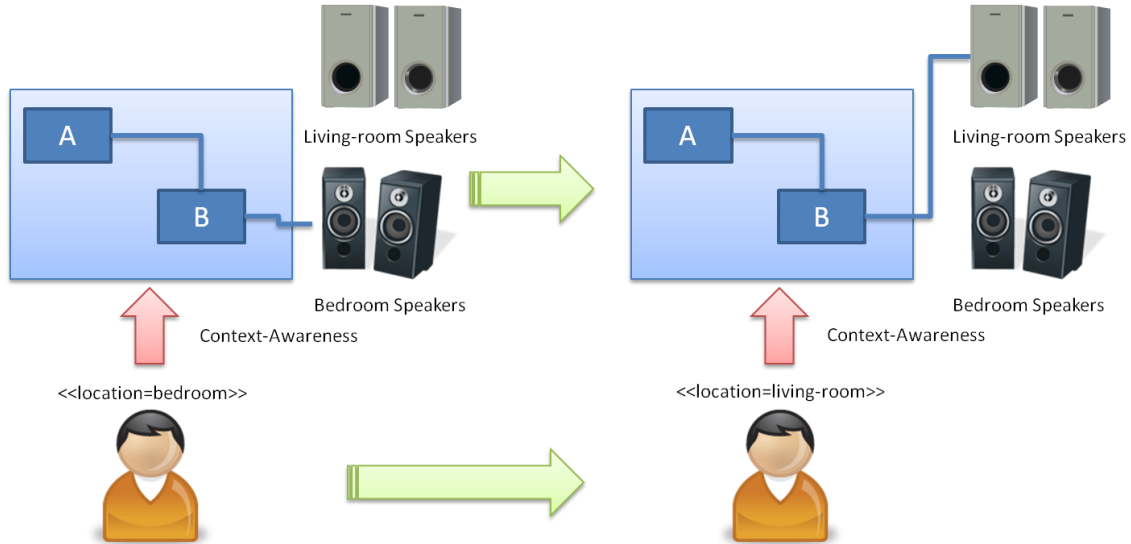 Living-room Speakers
A
B
Bedroom Speakers
Context-Awareness
<<location=bedroom>>
Living-room Speakers
A
B
Bedroom Speakers
Context-Awareness
<<location=living-room>>